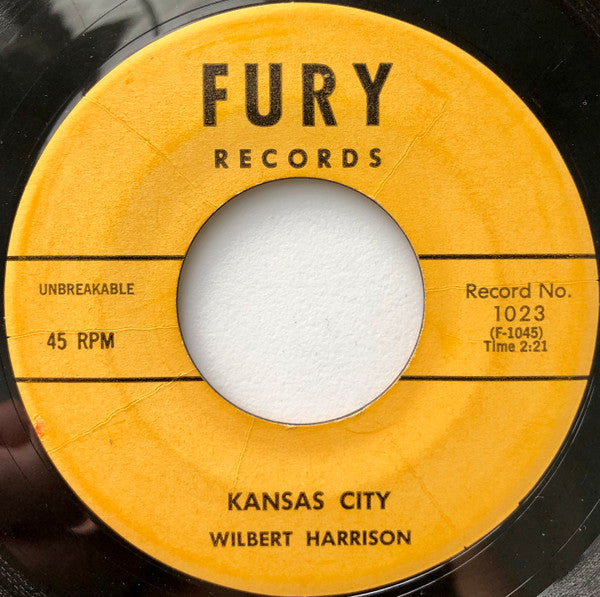 FURY
RECORDS
UNBREAKABLE
45 RPM
Record No.
1023
(F-1045)
Time 2:21
KANSAS CITY
WILBERT HARRISON